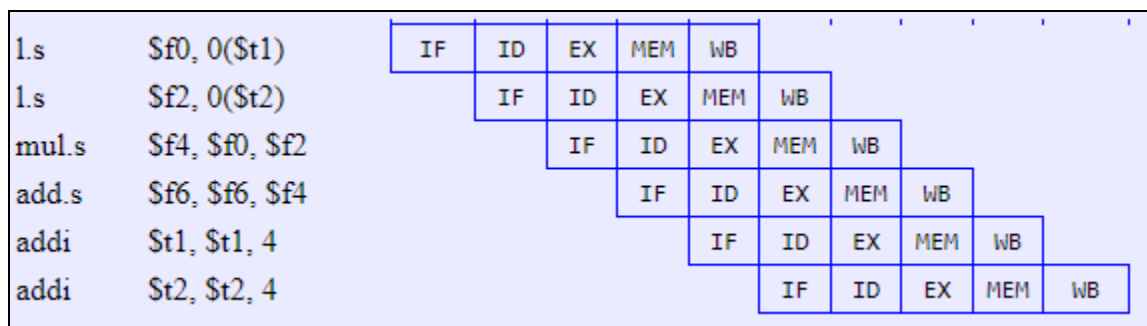 l.s $f0, 0($t1) IF ID EX MEM WB
l.s $f2, 0($t2) IF ID EX MEM WB
mul.s $f4, $f0, $f2 IF ID EX MEM WB
add.s $f6, $f6, $f4 IF ID EX MEM WB
addi $t1, $t1, 4 IF ID EX MEM WB
addi $t2, $t2, 4 IF ID EX MEM WB